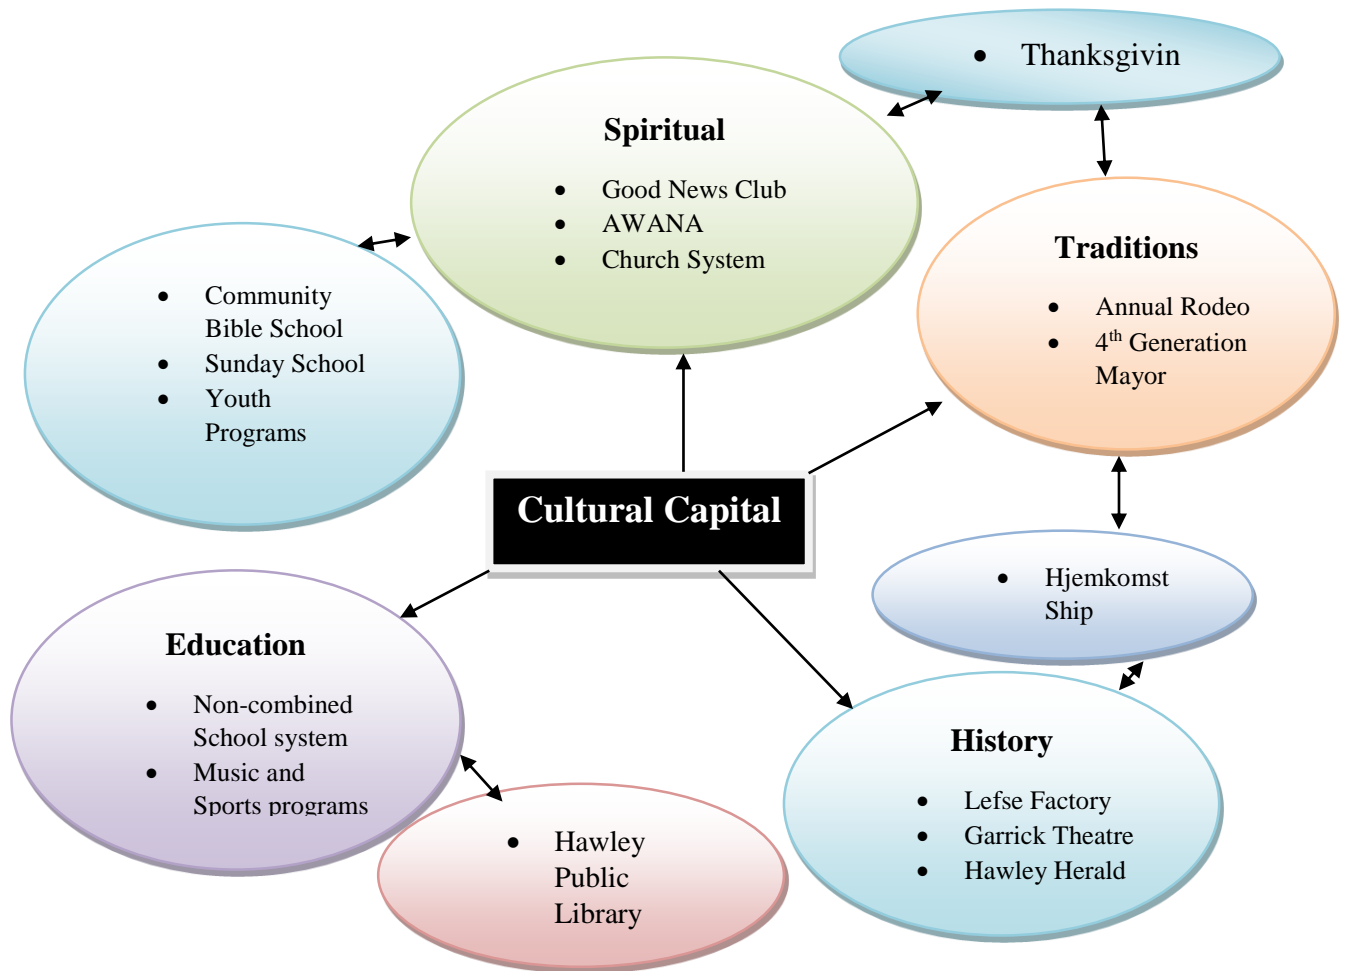 Thanksgivin
Spiritual
Good News Club
AWANA
Church System
Traditions
Annual Rodeo
4th Generation
Mayor
Community
Bible School
Sunday School
Youth
Programs
Cultural Capital
Hjemkomst
Ship
Education
Non-combined
School system
Music and
Sports programs
History
Lefse Factory
Garrick Theatre
Hawley Herald
Hawley
Public
Library